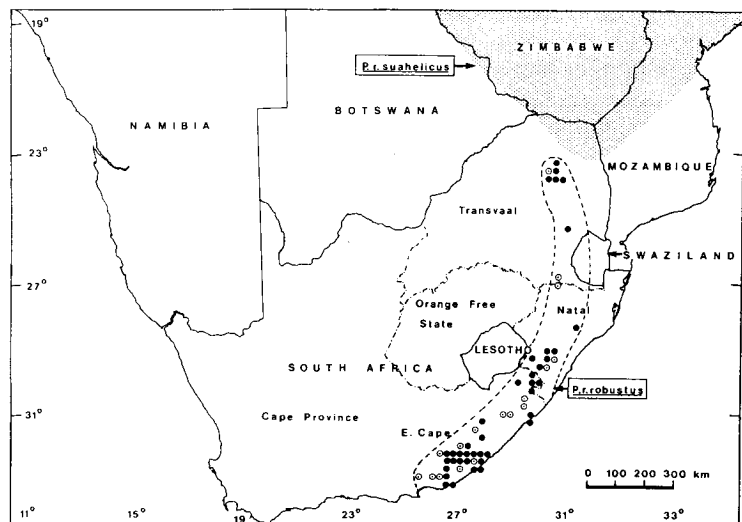 19°
ZIMBABWE
P.r. suahelicus
BOTSWANA
NAMIBIA
23°
MOZAMBIQUE
Transvaal
SWAZILAND
27°
Orange Free
State
Natal
LESOTHO
SOUTH AFRICA
P.r. robustus
31°
Cape Province
E. Cape
0 100 200 300 km
11° 15° 19 23° 27° 31° 35°